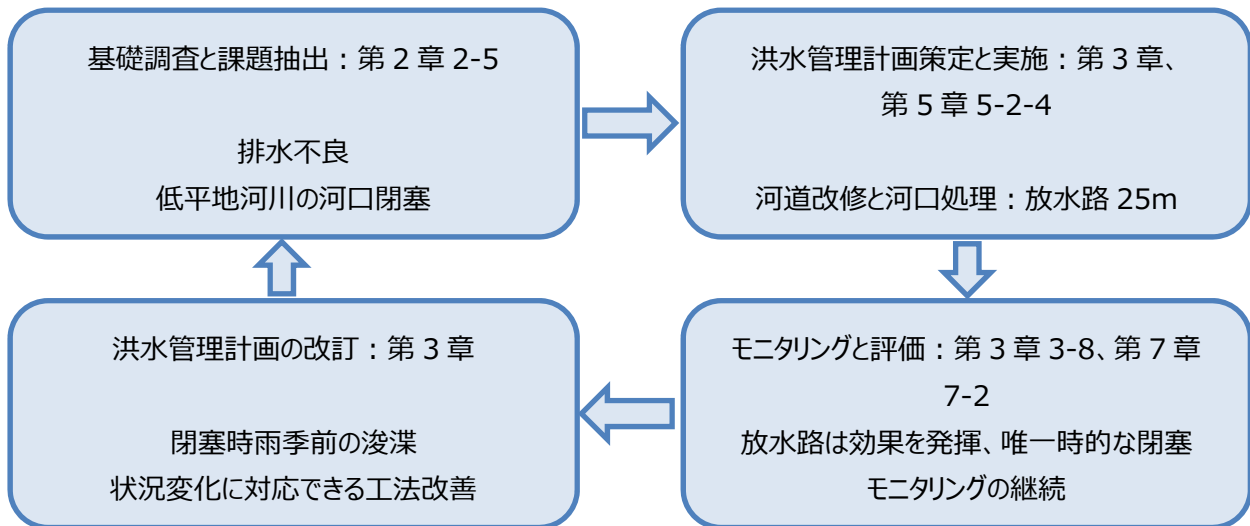 基礎調査と課題抽出：第 2 章 2-5
排水不良
低平地河川の河口閉塞
洪水管理計画策定と実施：第 3 章、
第 5 章 5-2-4
河道改修と河口処理：放水路 25m
モニタリングと評価：第 3 章 3-8、第 7 章
7-2
放水路は効果を発揮、唯一時的な閉塞
モニタリングの継続
洪水管理計画の改訂：第 3 章
閉塞時雨季前の浚渫
状況変化に対応できる工法改善